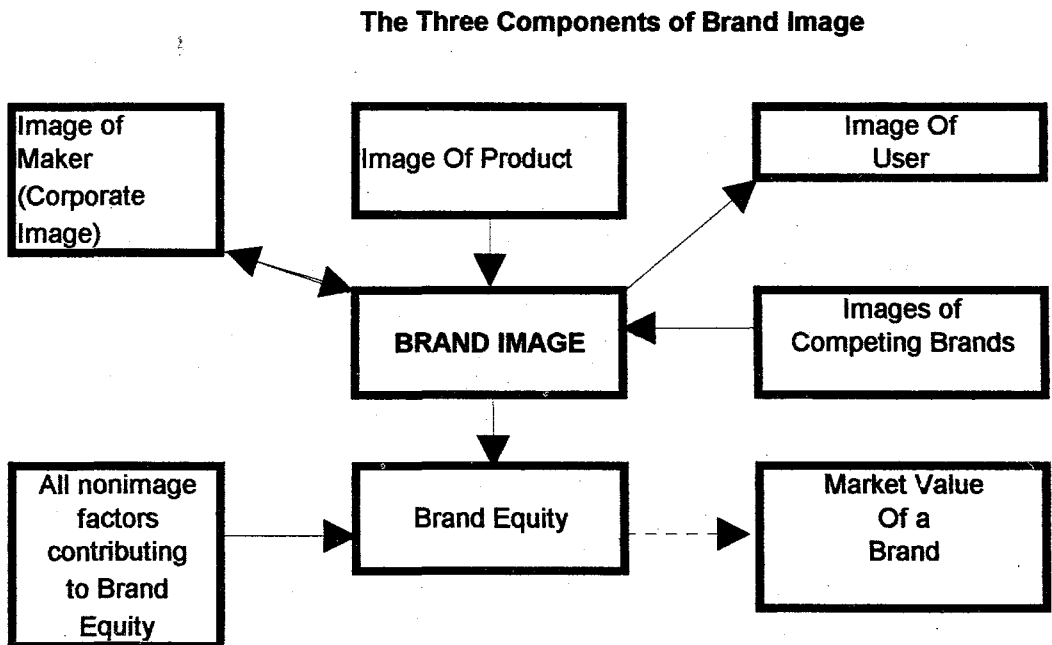 The Three Components of Brand Image
Image of
Maker
(Corporate
Image)
Image Of Product
Image Of
User
BRAND IMAGE
Images of
Competing Brands
All nonimage
factors
contributing
to Brand
Equity
Brand Equity
Market Value
Of a
Brand